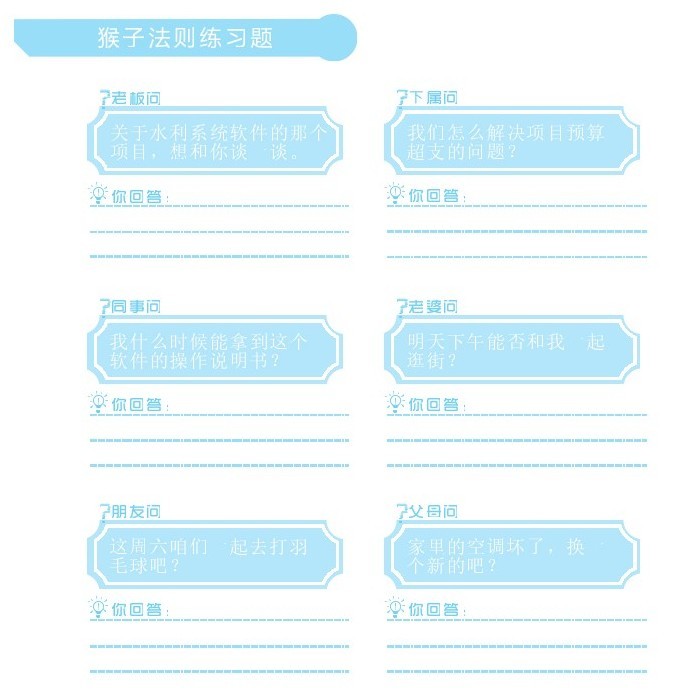 猴子法则练习题
?老板问
关于水利系统软件的那个
项目，想和你谈一谈。
你回答：
?下属问
我们怎么解决项目预算
超支的问题？
你回答：
?同事问
我什么时候能拿到这个
软件的操作说明书？
你回答：
?老婆问
明天下午能否和我一起
逛街？
你回答：
?朋友问
这周六咱们一起去打羽
毛球吧？
你回答：
?父母问
家里的空调坏了，换一
个新的吧？
你回答：